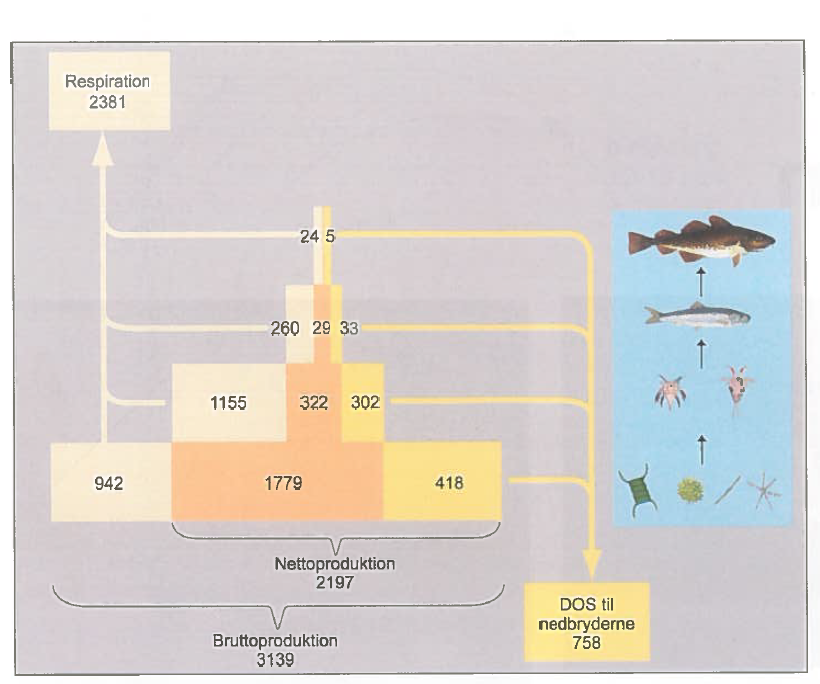 Respiration
2381
24 5
260 29 33
1155 322 302
942 1779 418
Nettoproduktion
2197
Bruttoproduktion
3139
DOS til
nedbryderne
758